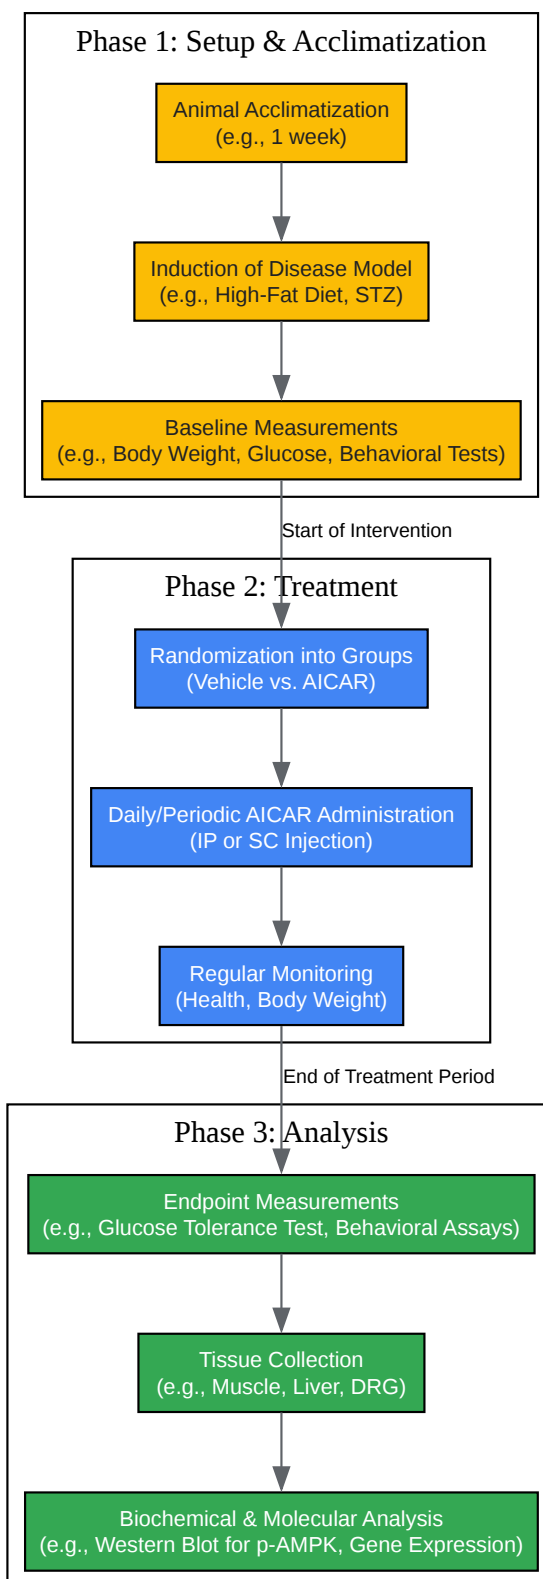 Phase 1: Setup & Acclimatization
Animal Acclimatization
(e.g., 1 week)
Induction of Disease Model
(e.g., High-Fat Diet, STZ)
Baseline Measurements
(e.g., Body Weight, Glucose, Behavioral Tests)
Start of Intervention
Phase 2: Treatment
Randomization into Groups
(Vehicle vs. AICAR)
Daily/Periodic AICAR Administration
(IP or SC Injection)
Regular Monitoring
(Health, Body Weight)
End of Treatment Period
Phase 3: Analysis
Endpoint Measurements
(e.g., Glucose Tolerance Test, Behavioral Assays)
Tissue Collection
(e.g., Muscle, Liver, DRG)
Biochemical & Molecular Analysis
(e.g., Western Blot for p-AMPK, Gene Expression)